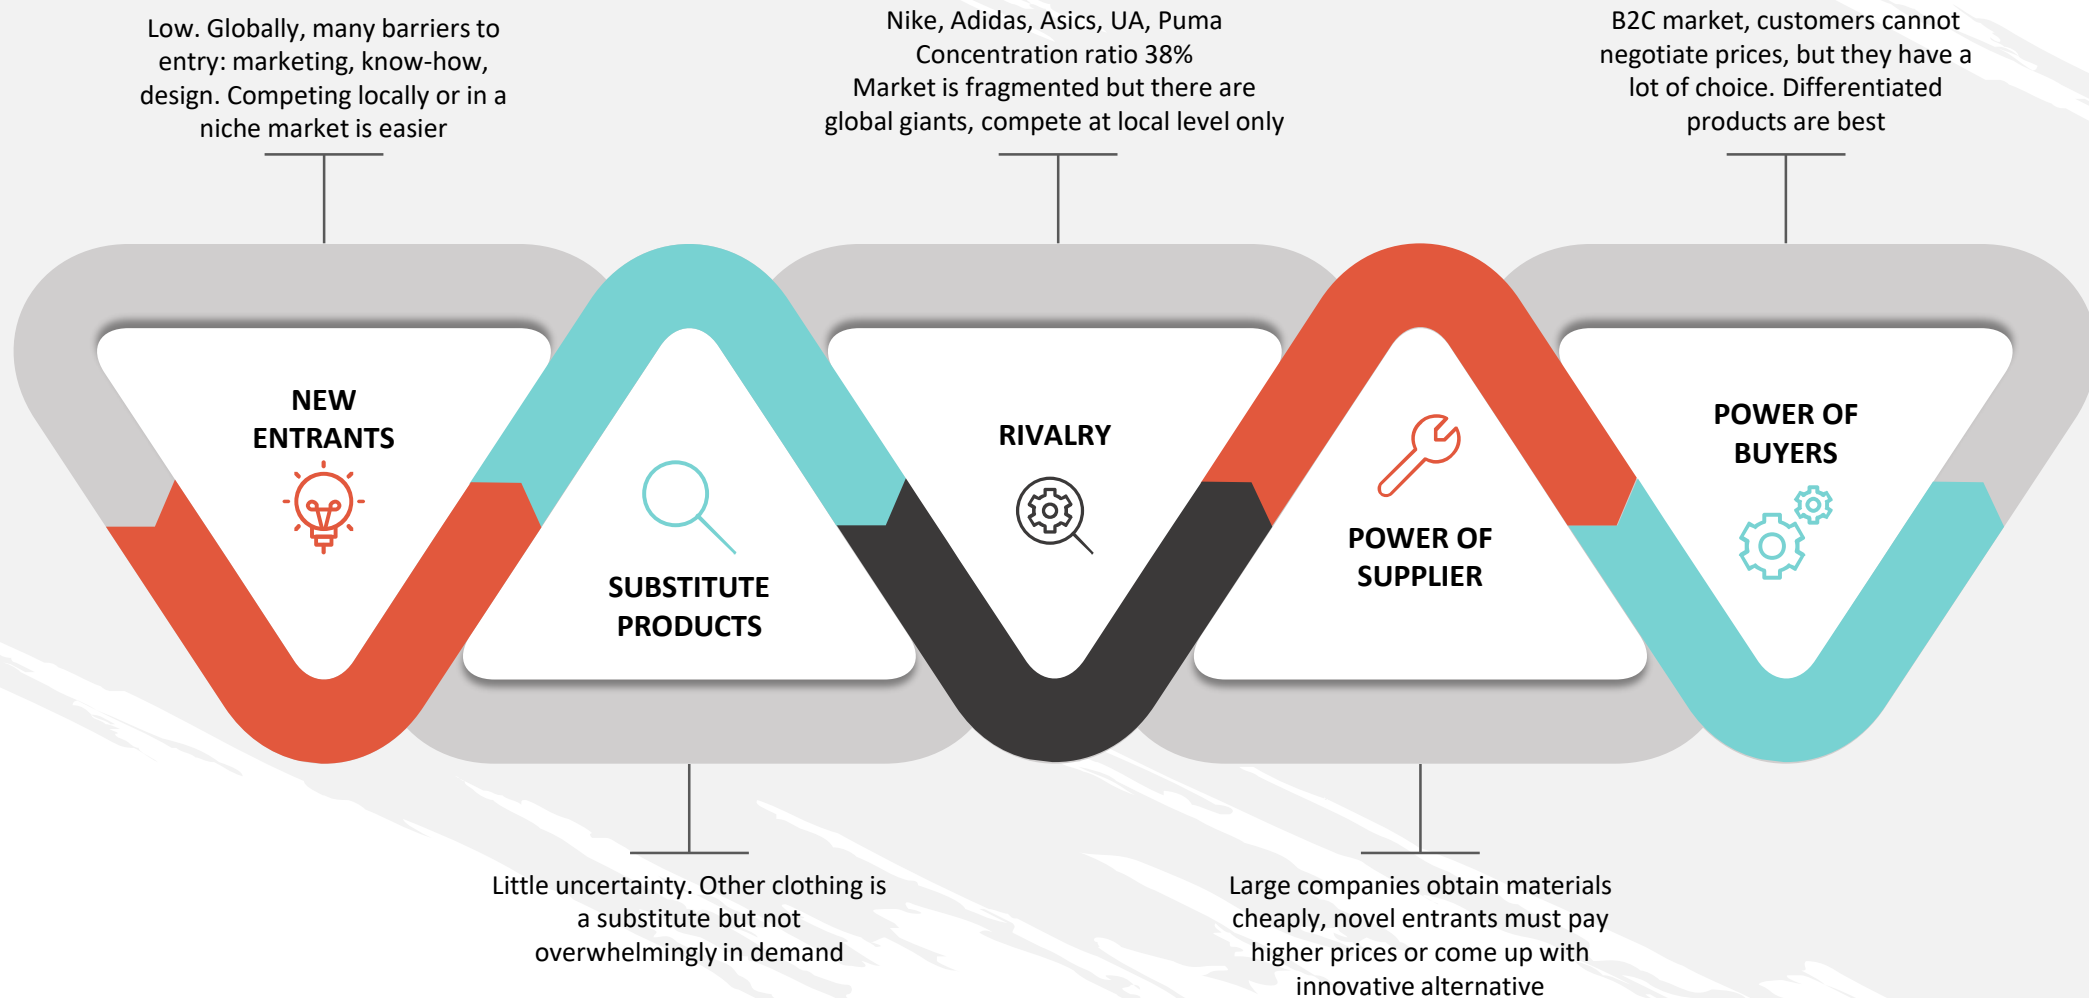 Low. Globally, many barriers to
entry: marketing, know-how,
design. Competing locally or in a
niche market is easier
Nike, Adidas, Asics, UA, Puma
Concentration ratio 38%
Market is fragmented but there are
global giants, compete at local level only
B2C market, customers cannot
negotiate prices, but they have a
lot of choice. Differentiated
products are best
NEW
ENTRANTS
SUBSTITUTE
PRODUCTS
RIVALRY
POWER OF
SUPPLIER
POWER OF
BUYERS
Little uncertainty. Other clothing is
a substitute but not
overwhelmingly in demand
Large companies obtain materials
cheaply, novel entrants must pay
higher prices or come up with
innovative alternative